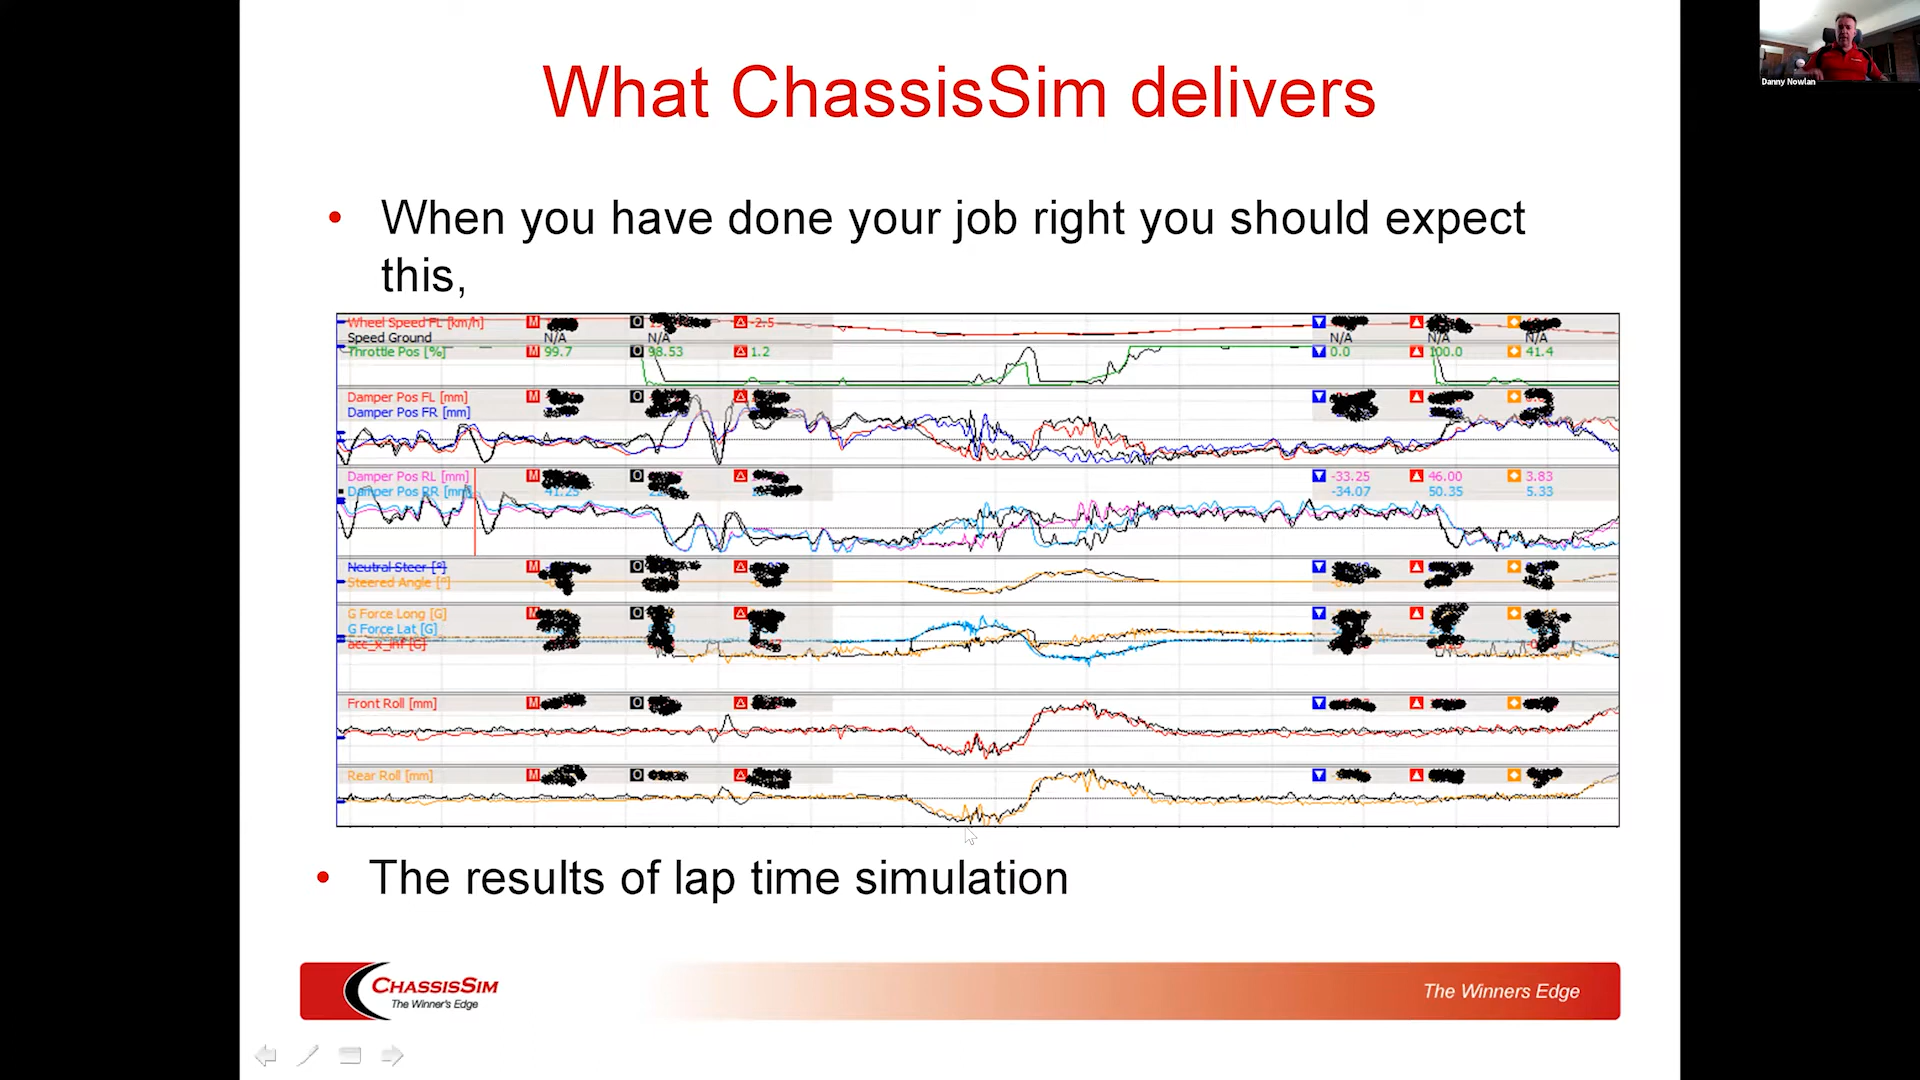 What ChassisSim delivers
Danny Nowlan
• When you have done your job right you should expect
this,
Wheel Speed FL [km/h] M O -2.5
Speed Ground N/A N/A N/A N/A N/A
Throttle Pos [%] M 99.7 O 98.53 1.2 0.0 100.0 41.4
Damper Pos FL [mm] M O
Damper Pos FR [mm]
Damper Pos RL [mm] M O -33.25 46.00 3.83
Damper Pos RR [mm] 41.25 -34.07 50.35 5.33
Neutral Steer [°] M O
Steered Angle [°]
G Force Long [G] M O
G Force Lat [G]
acc_x_inf [G]
Front Roll [mm] M O
Rear Roll [mm] M O
• The results of lap time simulation
CHASSISSIM
The Winner's Edge
The Winners Edge